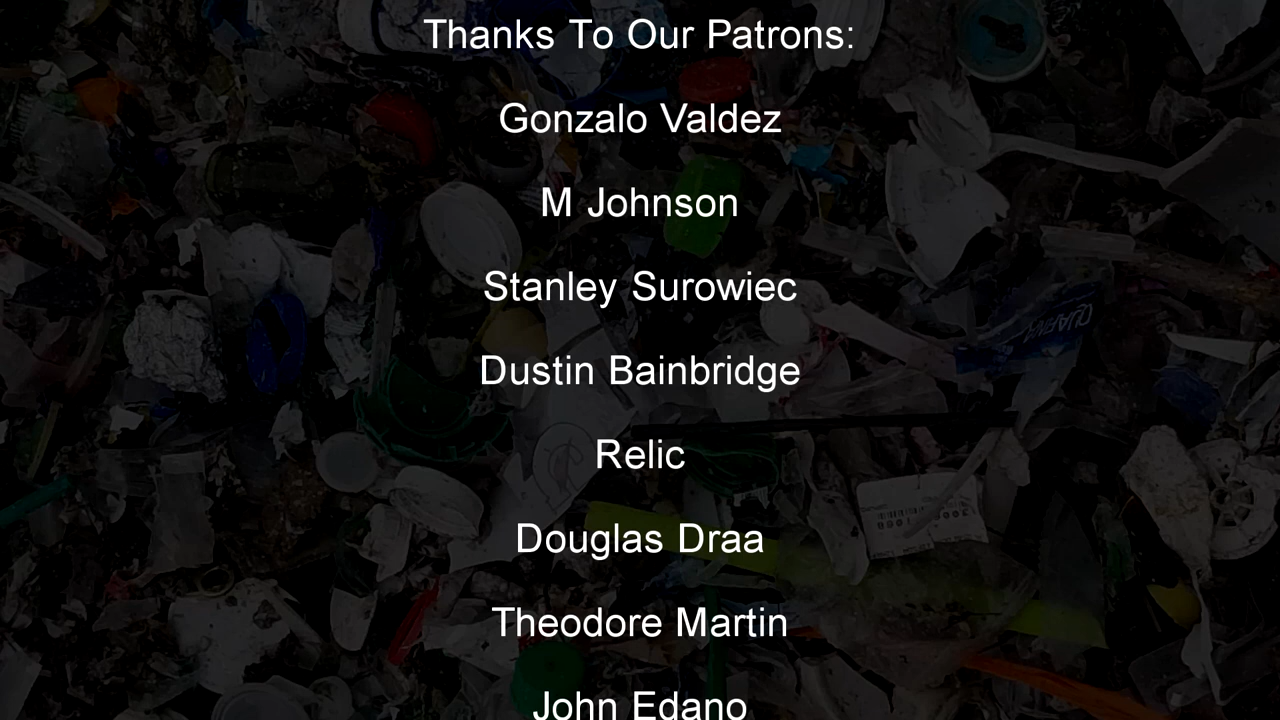 Thanks To Our Patrons:
Gonzalo Valdez
M Johnson
Stanley Surowiec
Dustin Bainbridge
Relic
Douglas Draa
Theodore Martin
John Edano